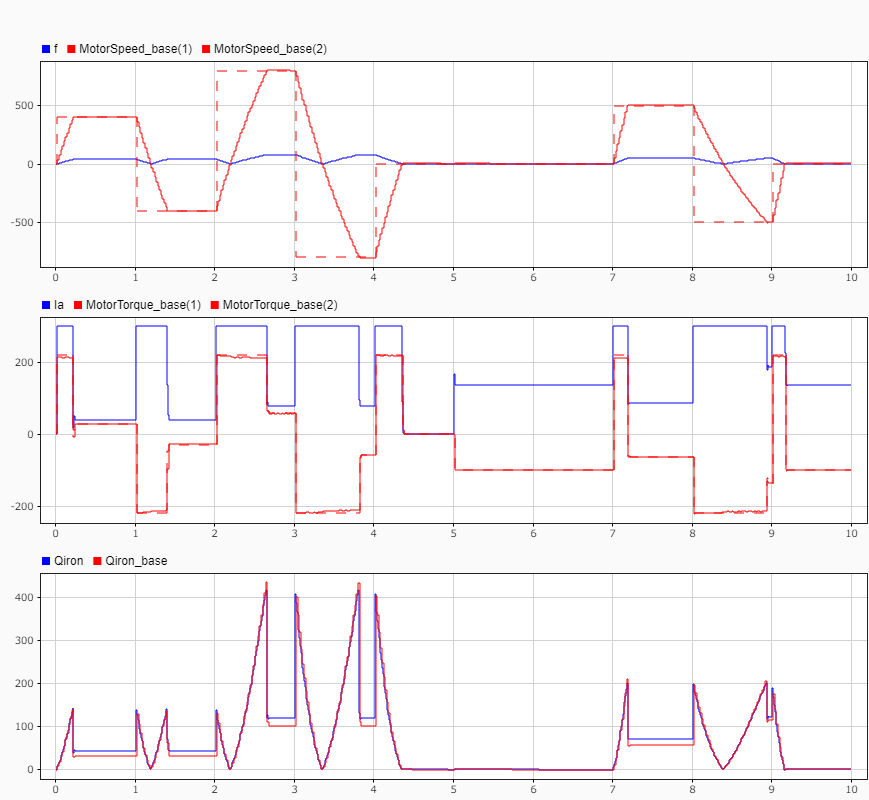 f MotorSpeed_base(1) MotorSpeed_base(2)
500
0
-500
0 1 2 3 4 5 6 7 8 9 10
Ia MotorTorque_base(1) MotorTorque_base(2)
200
0
-200
0 1 2 3 4 5 6 7 8 9 10
Qiron Qiron_base
400
300
200
100
0
0 1 2 3 4 5 6 7 8 9 10